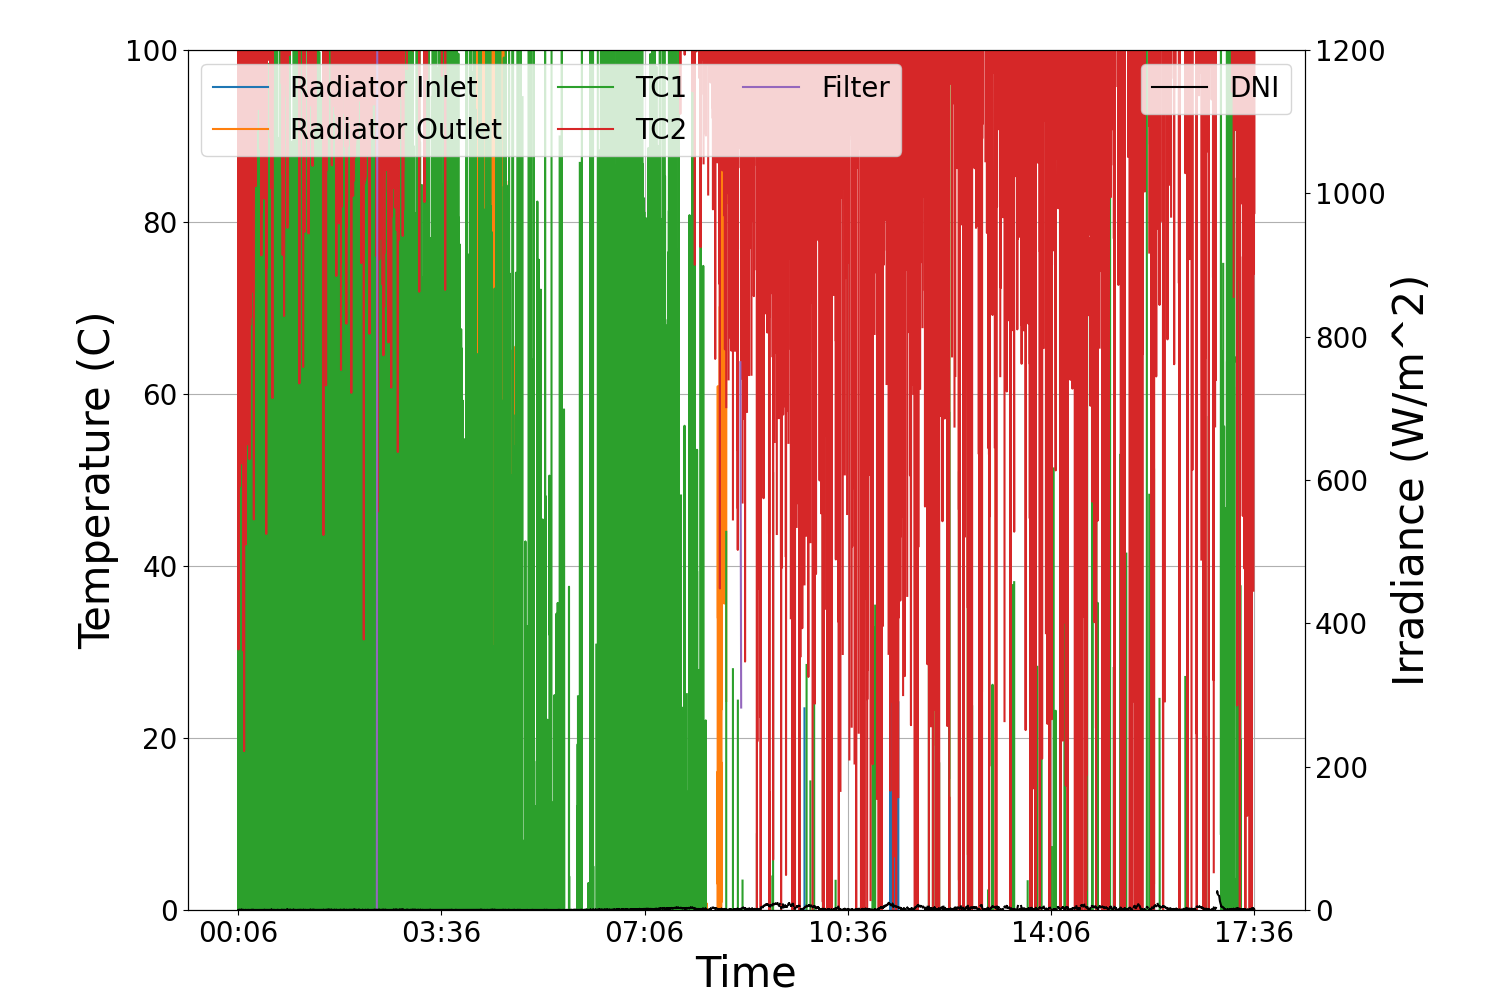 100
80
60
40
20
0
Temperature (C)
Radiator Inlet
Radiator Outlet
TC1
TC2
Filter
DNI
1200
1000
800
600
400
200
0
Irradiance (W/m^2)
00:06 03:36 07:06 10:36 14:06 17:36
Time